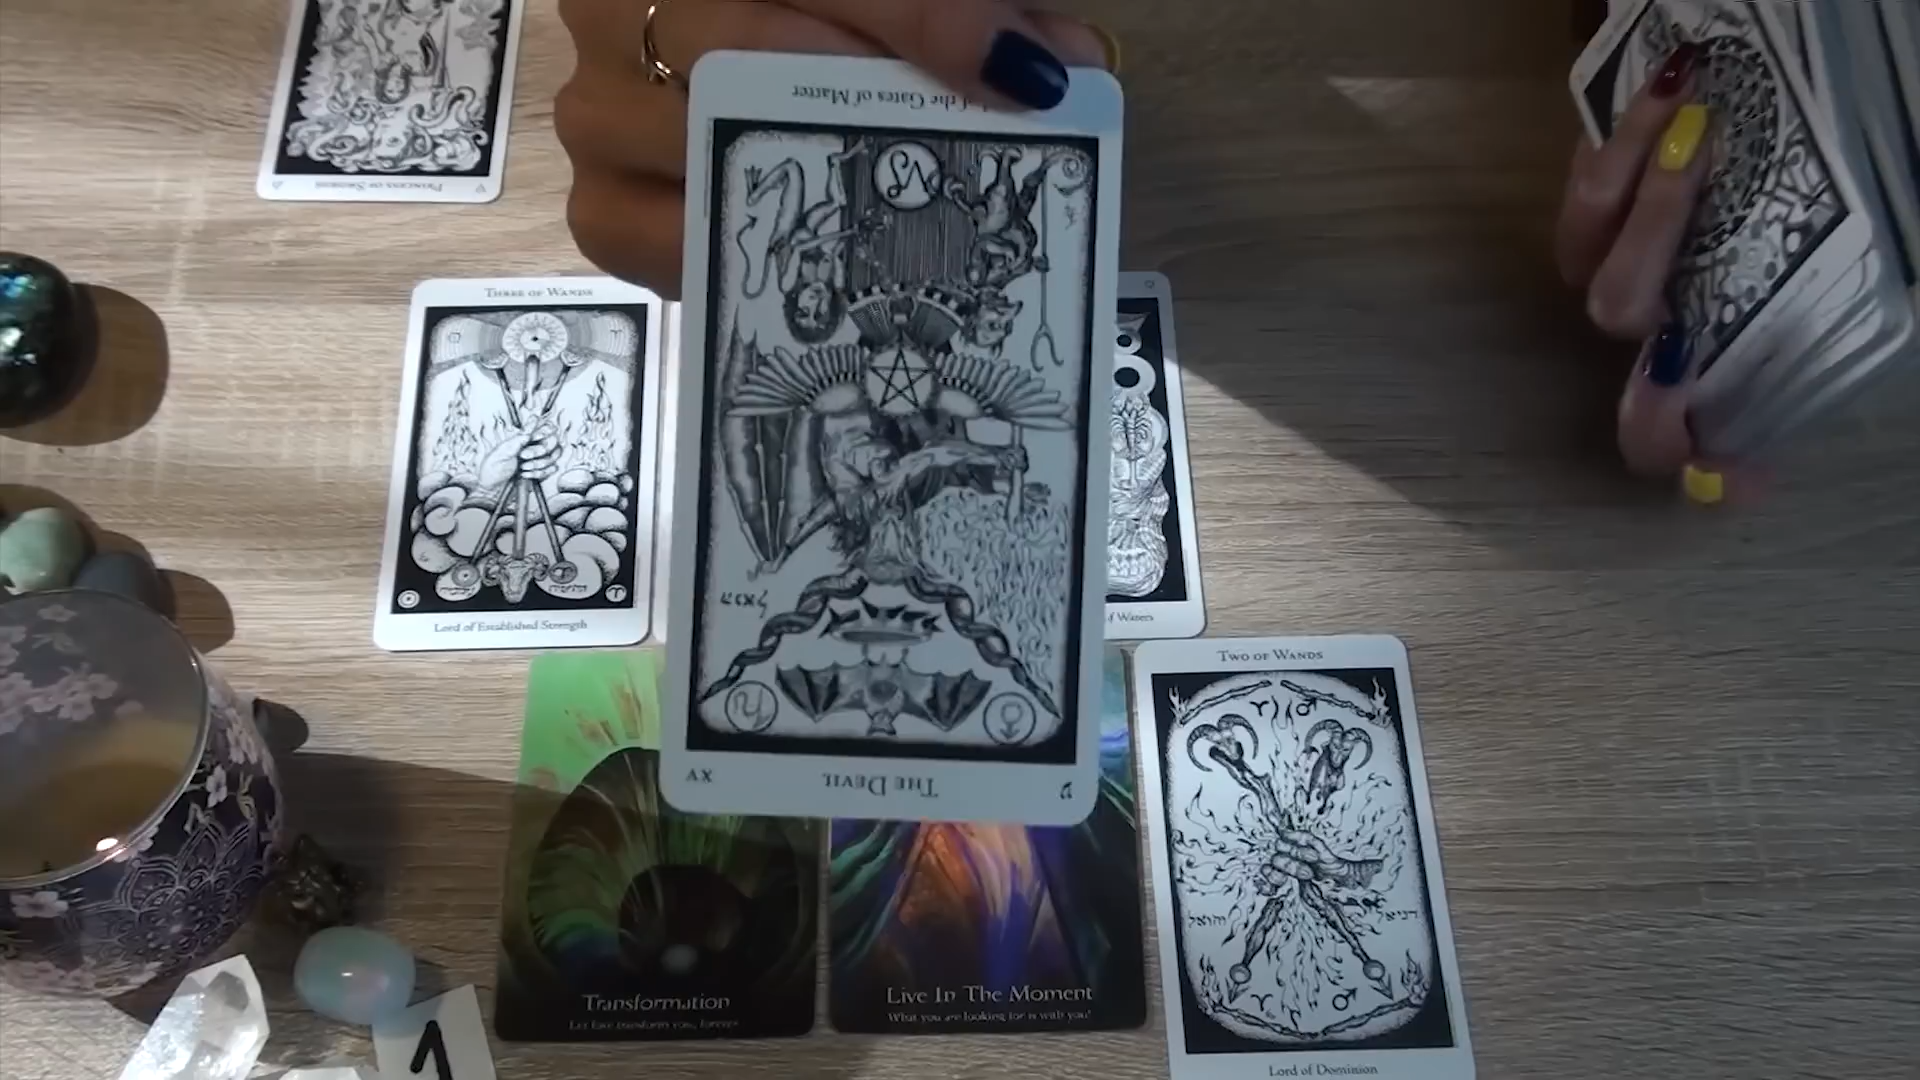 Princess of Swords
of the Gates of Matter
Three of Wands
Lord of Established Strength
The Devil
XV
of Waters
Two of Wands
דניאל
והואל
Lord of Dominion
Transformation
Let love transform you, forever
Live In The Moment
What you are looking for is with you!
1